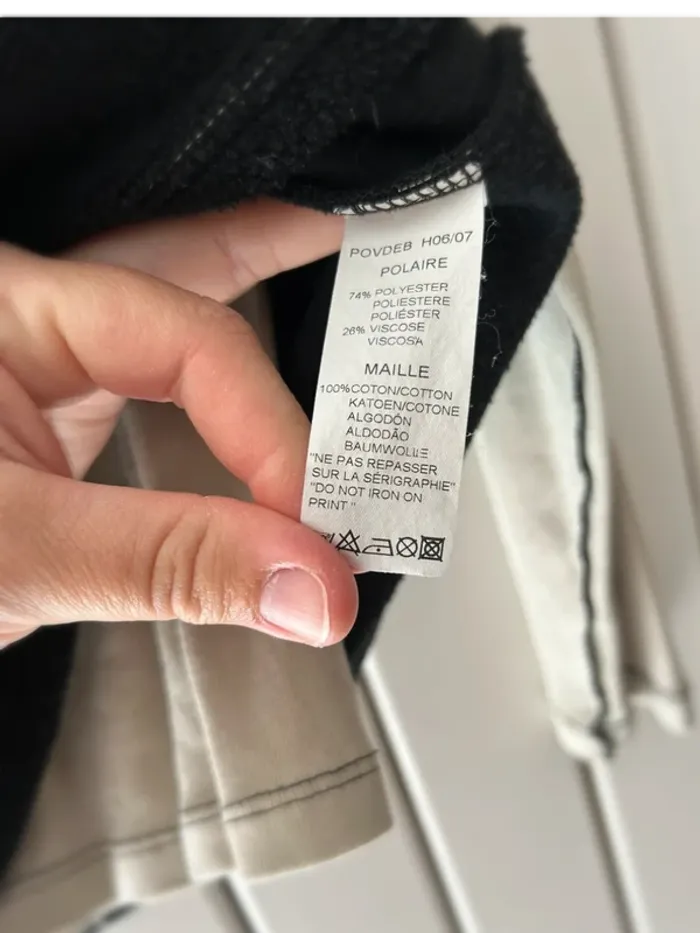 POVDEB H06/07
POLAIRE
74% POLYESTER
POLIESTERE
POLIÉSTER
26% VISCOSE
VISCOSA
MAILLE
100%COTON/COTTON
KATOEN/COTONE
ALGODÓN
ALDODÃO
BAUMWOLLE
"NE PAS REPASSER
SUR LA SÉRIGRAPHIE"
"DO NOT IRON ON
PRINT "